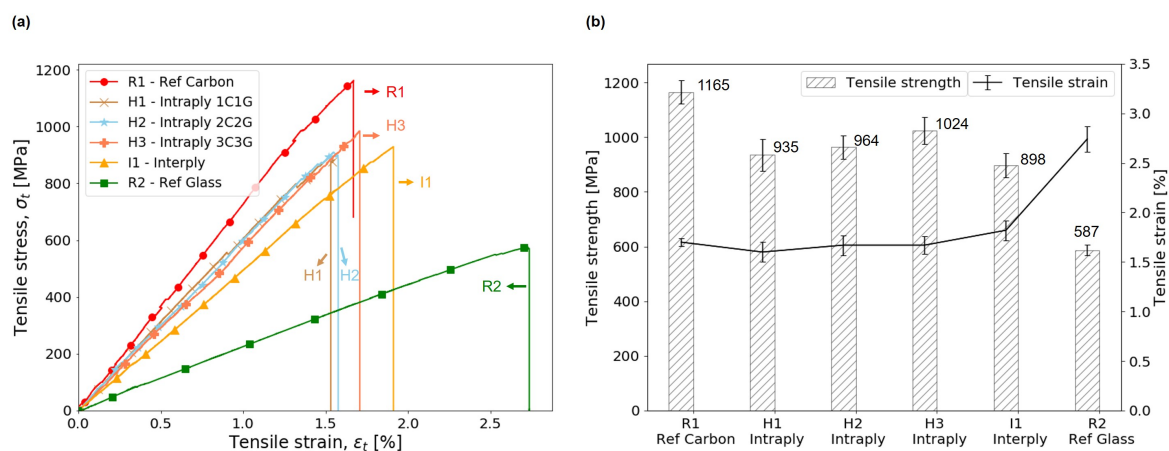 (a)
1200
1000
800
600
400
200
0
Tensile stress, σt [MPa]
R1 - Ref Carbon
H1 - Intraply 1C1G
H2 - Intraply 2C2G
H3 - Intraply 3C3G
I1 - Interply
R2 - Ref Glass
R1
H3
I1
H1
H2
R2
0.0 0.5 1.0 1.5 2.0 2.5
Tensile strain, εt [%]
(b)
1200
1000
800
600
400
200
0
Tensile strength [MPa]
Tensile strength
Tensile strain
1165
935
964
1024
898
587
3.5
3.0
2.5
2.0
1.5
1.0
0.5
0.0
Tensile strain [%]
R1 H1 H2 H3 I1 R2
Ref Carbon Intraply Intraply Intraply Interply Ref Glass